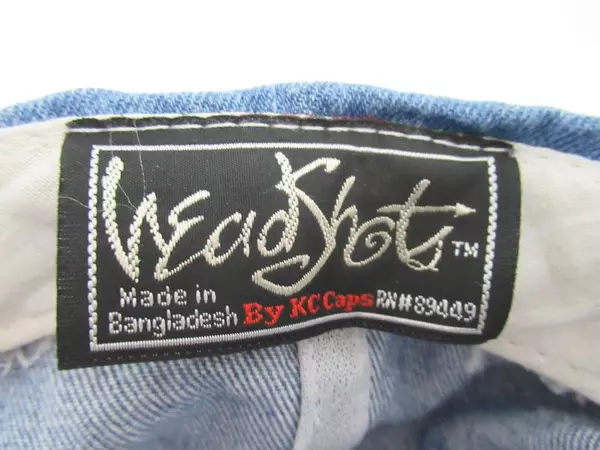 HeadShots™
Made in
Bangladesh By KC Caps RN#89449